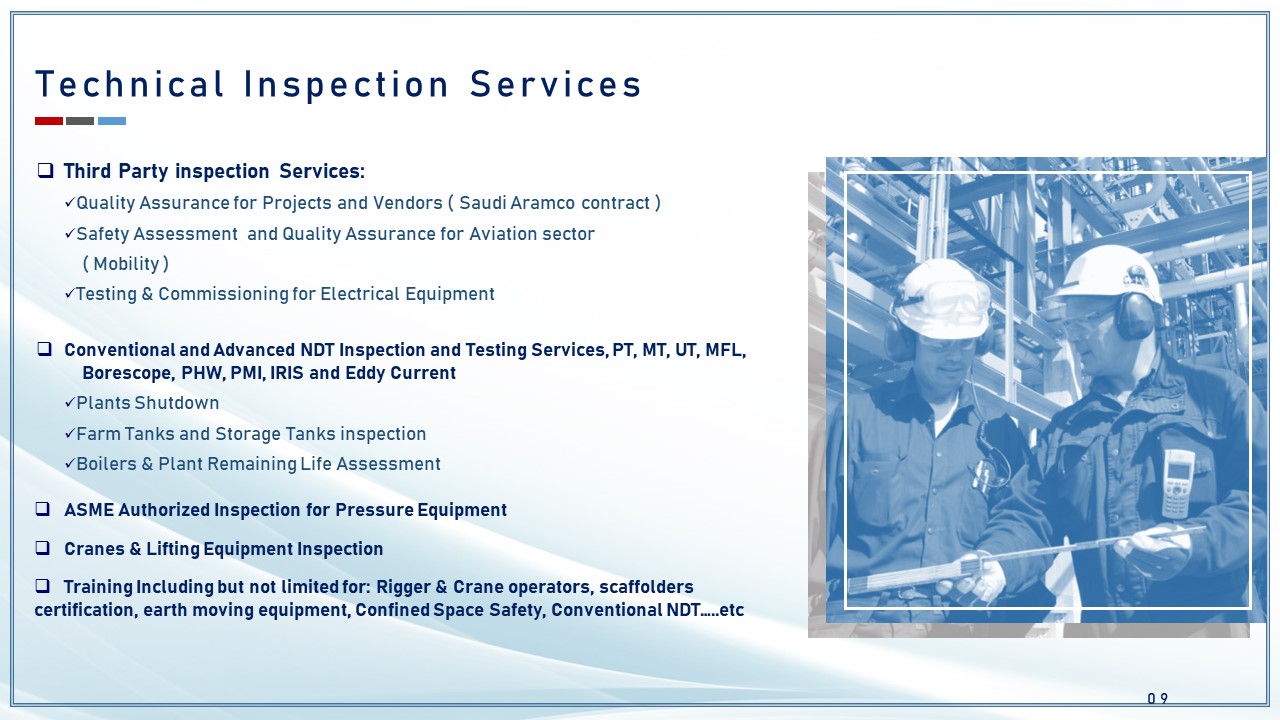 Technical Inspection Services
❑ Third Party inspection Services:
✓Quality Assurance for Projects and Vendors ( Saudi Aramco contract )
✓Safety Assessment and Quality Assurance for Aviation sector
( Mobility )
✓Testing & Commissioning for Electrical Equipment
❑ Conventional and Advanced NDT Inspection and Testing Services, PT, MT, UT, MFL,
Borescope, PHW, PMI, IRIS and Eddy Current
✓Plants Shutdown
✓Farm Tanks and Storage Tanks inspection
✓Boilers & Plant Remaining Life Assessment
❑ ASME Authorized Inspection for Pressure Equipment
❑ Cranes & Lifting Equipment Inspection
❑ Training Including but not limited for: Rigger & Crane operators, scaffolders
certification, earth moving equipment, Confined Space Safety, Conventional NDT.....etc
09